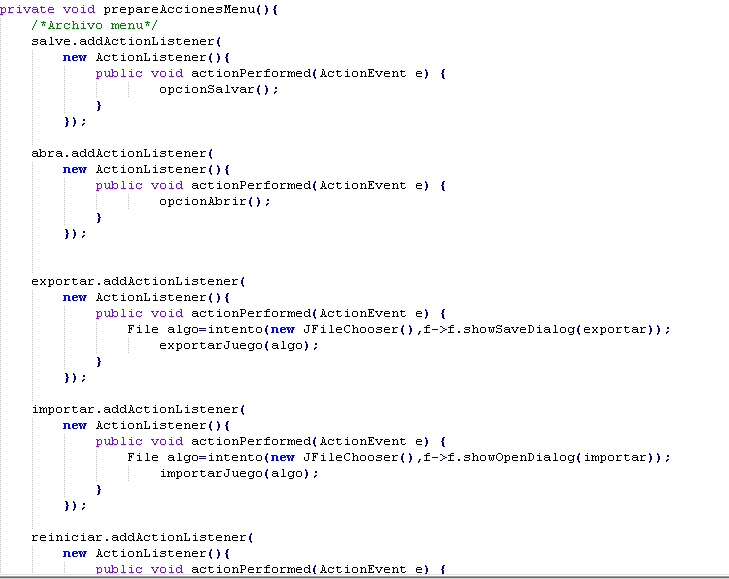 private void prepareAccionesMenu(){
    /*Archivo menu*/
    salve.addActionListener(
        new ActionListener(){
            public void actionPerformed(ActionEvent e) {
                    opcionSalvar();
            }
        });

    abra.addActionListener(
        new ActionListener(){
            public void actionPerformed(ActionEvent e) {
                    opcionAbrir();
            }
        });


    exportar.addActionListener(
        new ActionListener(){
            public void actionPerformed(ActionEvent e) {
                File algo=intento(new JFileChooser(),f->f.showSaveDialog(exportar));
                    exportarJuego(algo);
            }
        });

    importar.addActionListener(
        new ActionListener(){
            public void actionPerformed(ActionEvent e) {
                File algo=intento(new JFileChooser(),f->f.showOpenDialog(importar));
                    importarJuego(algo);
            }
        });

    reiniciar.addActionListener(
        new ActionListener(){
            public void actionPerformed(ActionEvent e) {